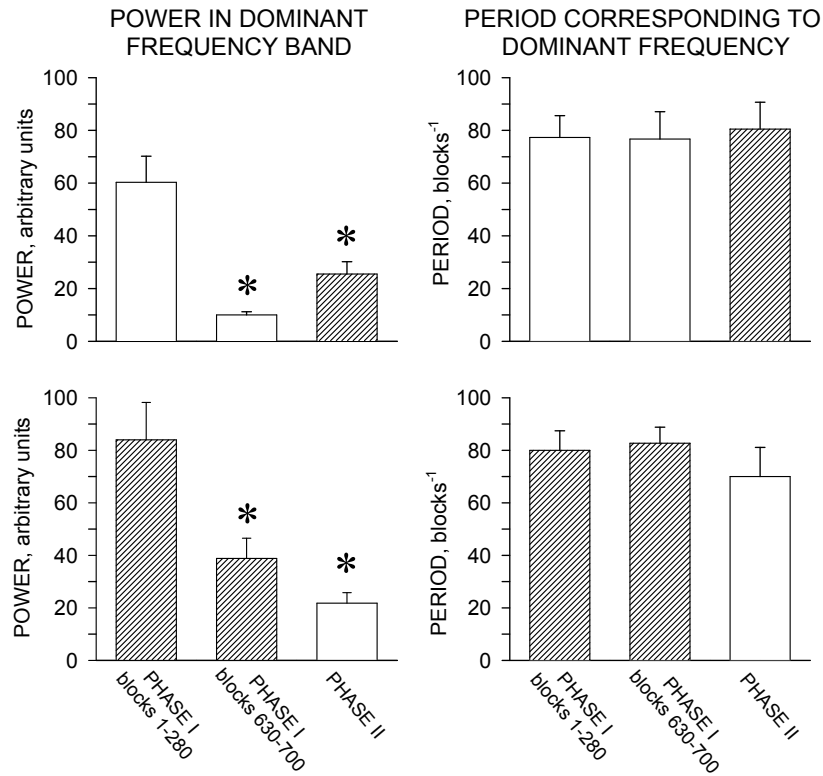 POWER IN DOMINANT
FREQUENCY BAND
PERIOD CORRESPONDING TO
DOMINANT FREQUENCY
POWER, arbitrary units
100
80
60
40
20
0
*
*
PERIOD, blocks⁻¹
100
80
60
40
20
0
POWER, arbitrary units
100
80
60
40
20
0
*
*
PHASE I
blocks 1-280
PHASE I
blocks 630-700
PHASE II
PERIOD, blocks⁻¹
100
80
60
40
20
0
PHASE I
blocks 1-280
PHASE I
blocks 630-700
PHASE II